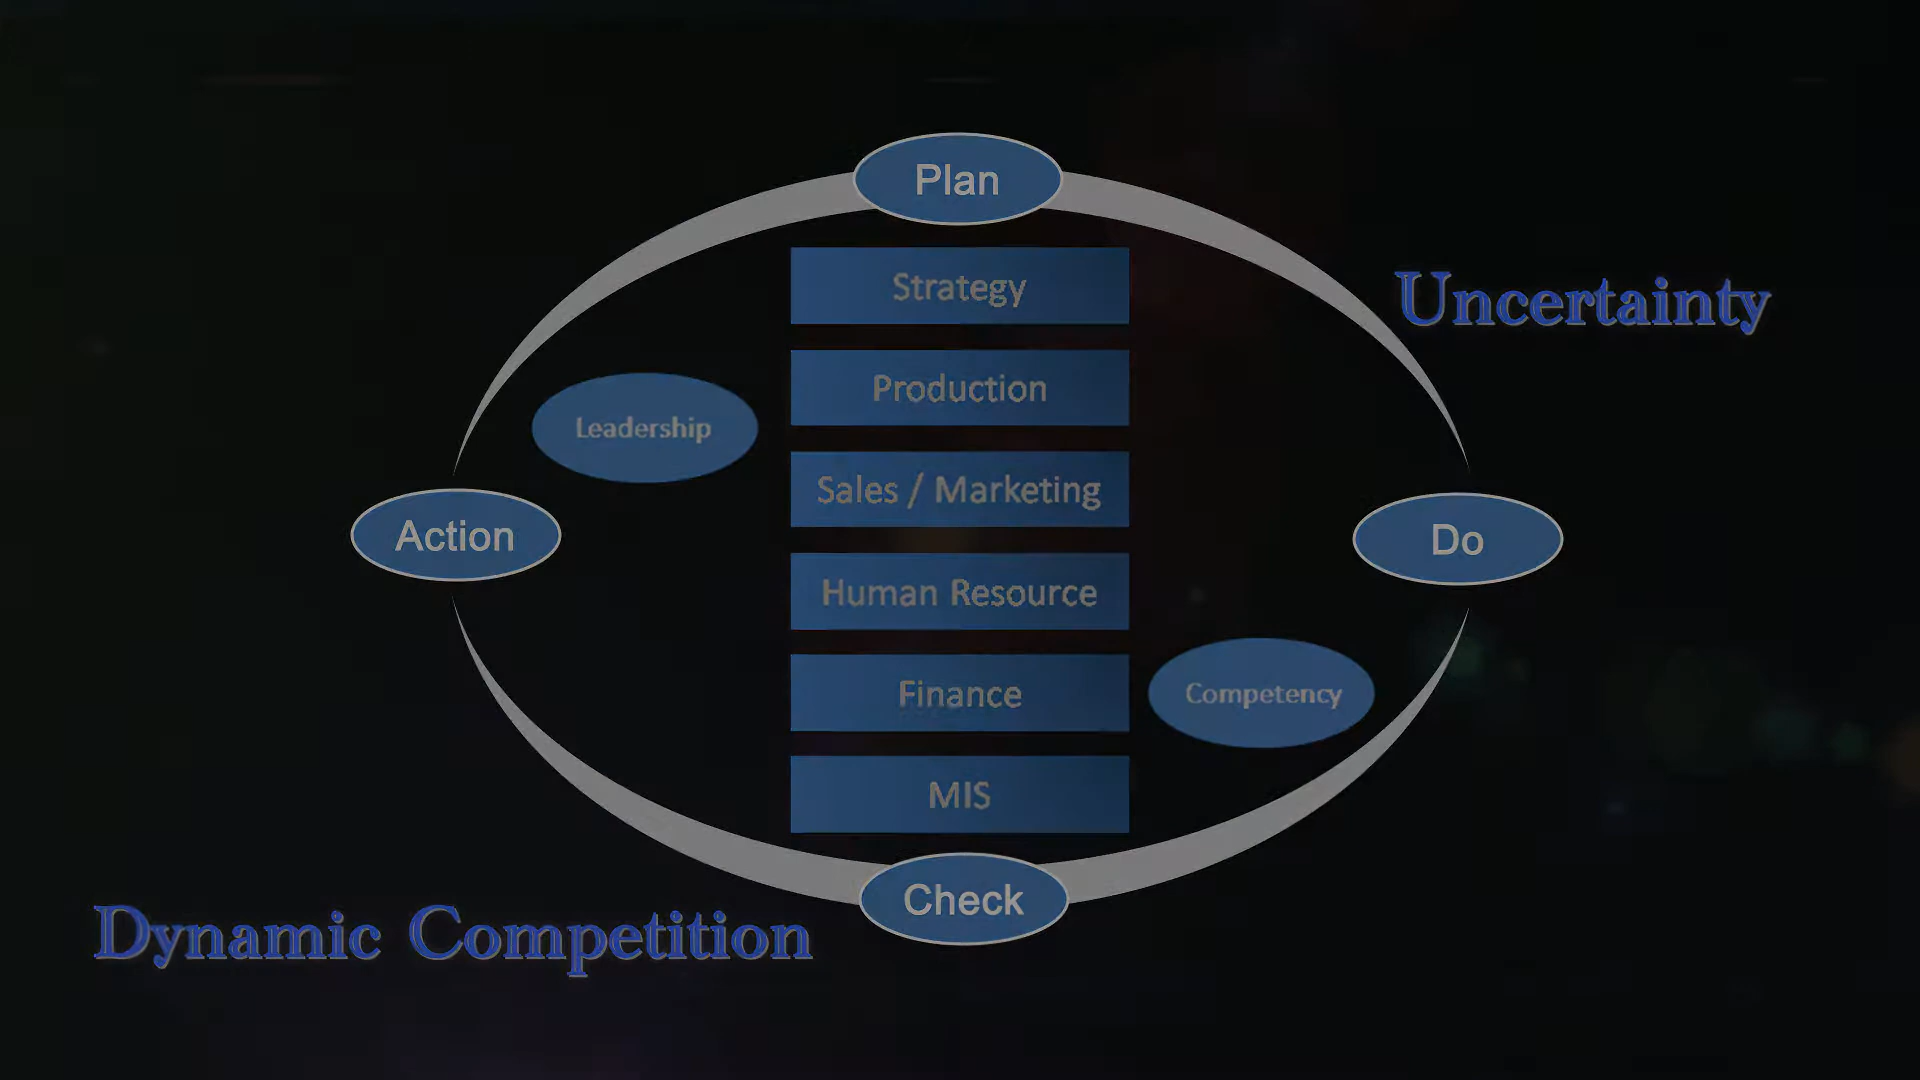 Plan
Strategy
Uncertainty
Production
Leadership
Sales / Marketing
Action
Do
Human Resource
Finance
Competency
MIS
Check
Dynamic Competition